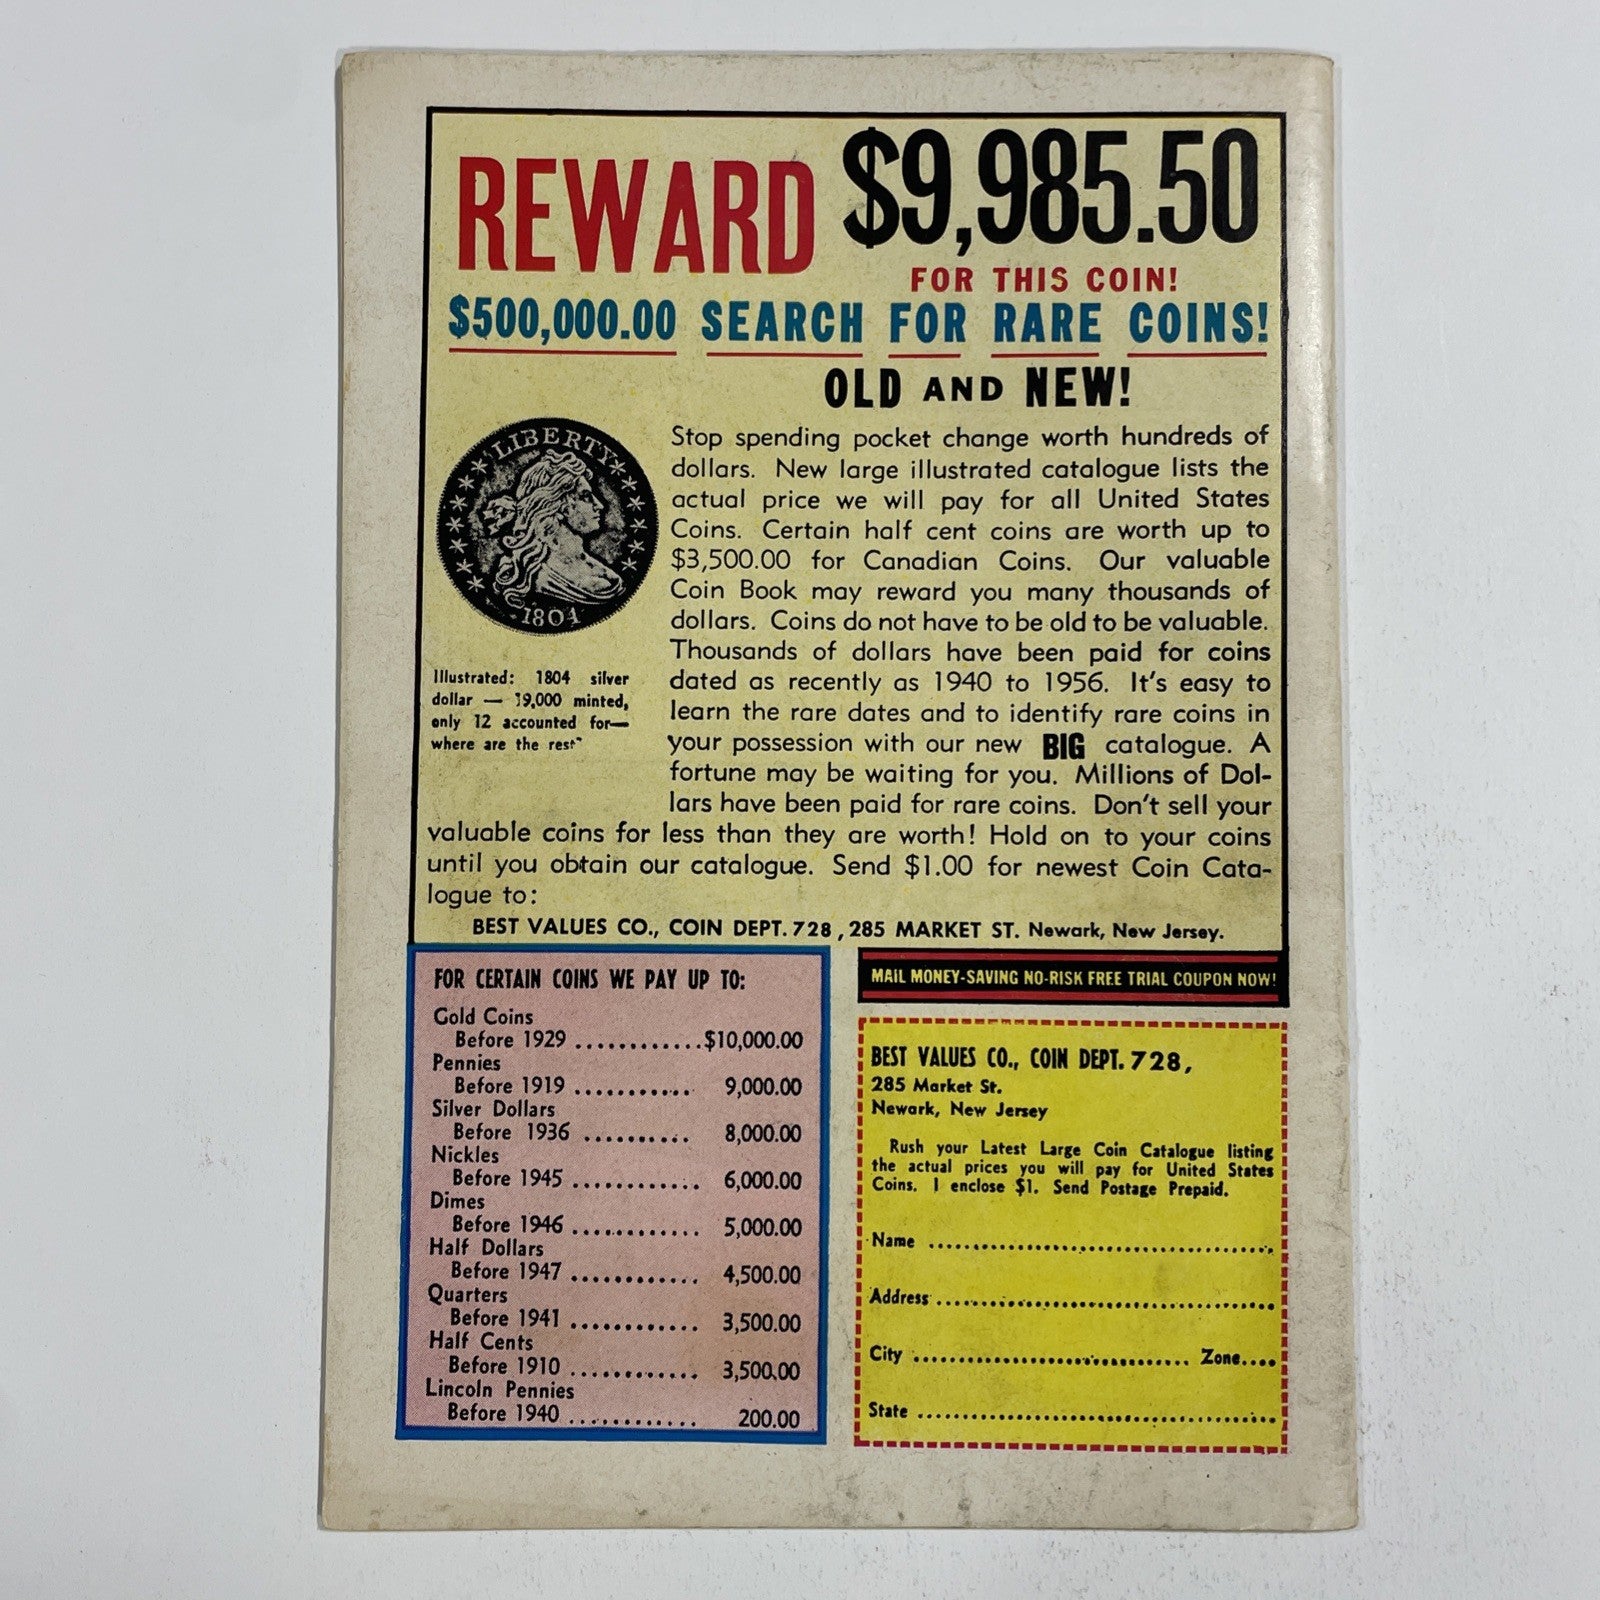 REWARD $9,985.50
FOR THIS COIN!
$500,000.00 SEARCH FOR RARE COINS!
OLD AND NEW!
LIBERTY
1804
Illustrated: 1804 silver
dollar — 19,000 minted,
only 12 accounted for—
where are the rest"
Stop spending pocket change worth hundreds of
dollars. New large illustrated catalogue lists the
actual price we will pay for all United States
Coins. Certain half cent coins are worth up to
$3,500.00 for Canadian Coins. Our valuable
Coin Book may reward you many thousands of
dollars. Coins do not have to be old to be valuable.
Thousands of dollars have been paid for coins
dated as recently as 1940 to 1956. It's easy to
learn the rare dates and to identify rare coins in
your possession with our new BIG catalogue. A
fortune may be waiting for you. Millions of Dol-
lars have been paid for rare coins. Don't sell your
valuable coins for less than they are worth! Hold on to your coins
until you obtain our catalogue. Send $1.00 for newest Coin Cata-
logue to:
BEST VALUES CO., COIN DEPT. 728, 285 MARKET ST. Newark, New Jersey.
FOR CERTAIN COINS WE PAY UP TO:
Gold Coins
Before 1929 ............$10,000.00
Pennies
Before 1919 ........... 9,000.00
Silver Dollars
Before 1936 .......... 8,000.00
Nickles
Before 1945 ............ 6,000.00
Dimes
Before 1946 ............ 5,000.00
Half Dollars
Before 1947 ............ 4,500.00
Quarters
Before 1941 ............ 3,500.00
Half Cents
Before 1910 ............ 3,500.00
Lincoln Pennies
Before 1940 ............ 200.00
MAIL MONEY-SAVING NO-RISK FREE TRIAL COUPON NOW!
BEST VALUES CO., COIN DEPT. 728,
285 Market St.
Newark, New Jersey
Rush your Latest Large Coin Catalogue listing
the actual prices you will pay for United States
Coins. I enclose $1. Send Postage Prepaid.
Name ........................................
Address ........................................
City ................................ Zone....
State ..........................................